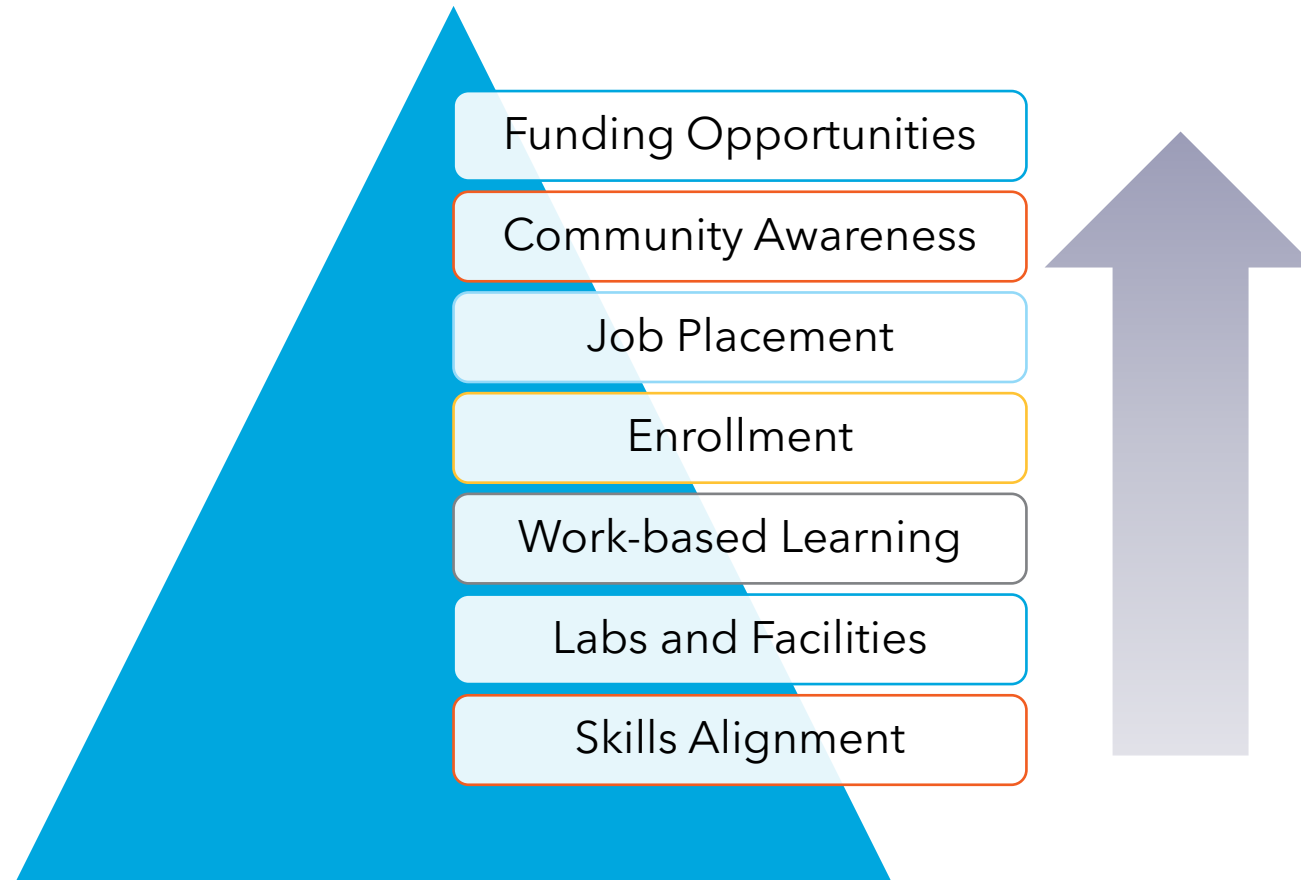 Funding Opportunities
Community Awareness
Job Placement
Enrollment
Work-based Learning
Labs and Facilities
Skills Alignment